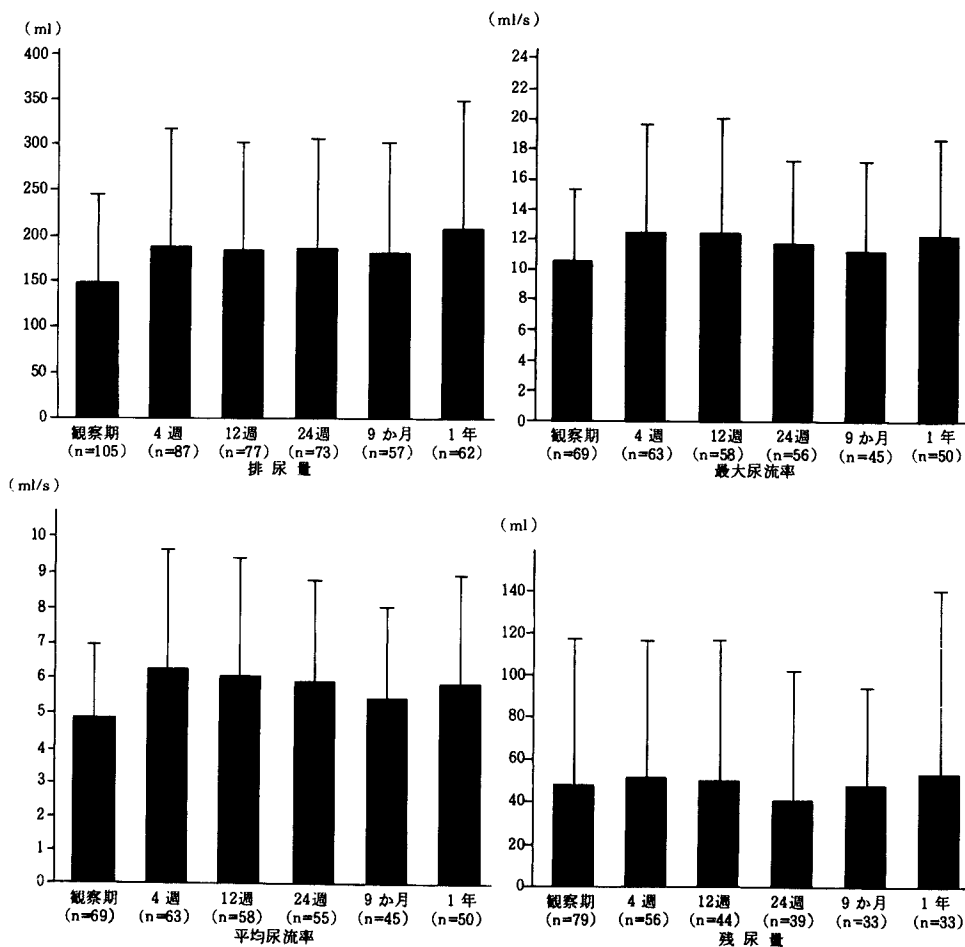 (ml)
400
350
300
250
200
150
100
50
0
観察期 4週 12週 24週 9か月 1年
(n=105) (n=87) (n=77) (n=73) (n=57) (n=62)
排尿量
(ml/s)
24
22
20
18
16
14
12
10
8
6
4
2
0
観察期 4週 12週 24週 9か月 1年
(n=69) (n=63) (n=58) (n=56) (n=45) (n=50)
最大尿流率
(ml/s)
10
9
8
7
6
5
4
3
2
1
0
観察期 4週 12週 24週 9か月 1年
(n=69) (n=63) (n=58) (n=55) (n=45) (n=50)
平均尿流率
(ml)
140
120
100
80
60
40
20
0
観察期 4週 12週 24週 9か月 1年
(n=79) (n=56) (n=44) (n=39) (n=33) (n=33)
残尿量